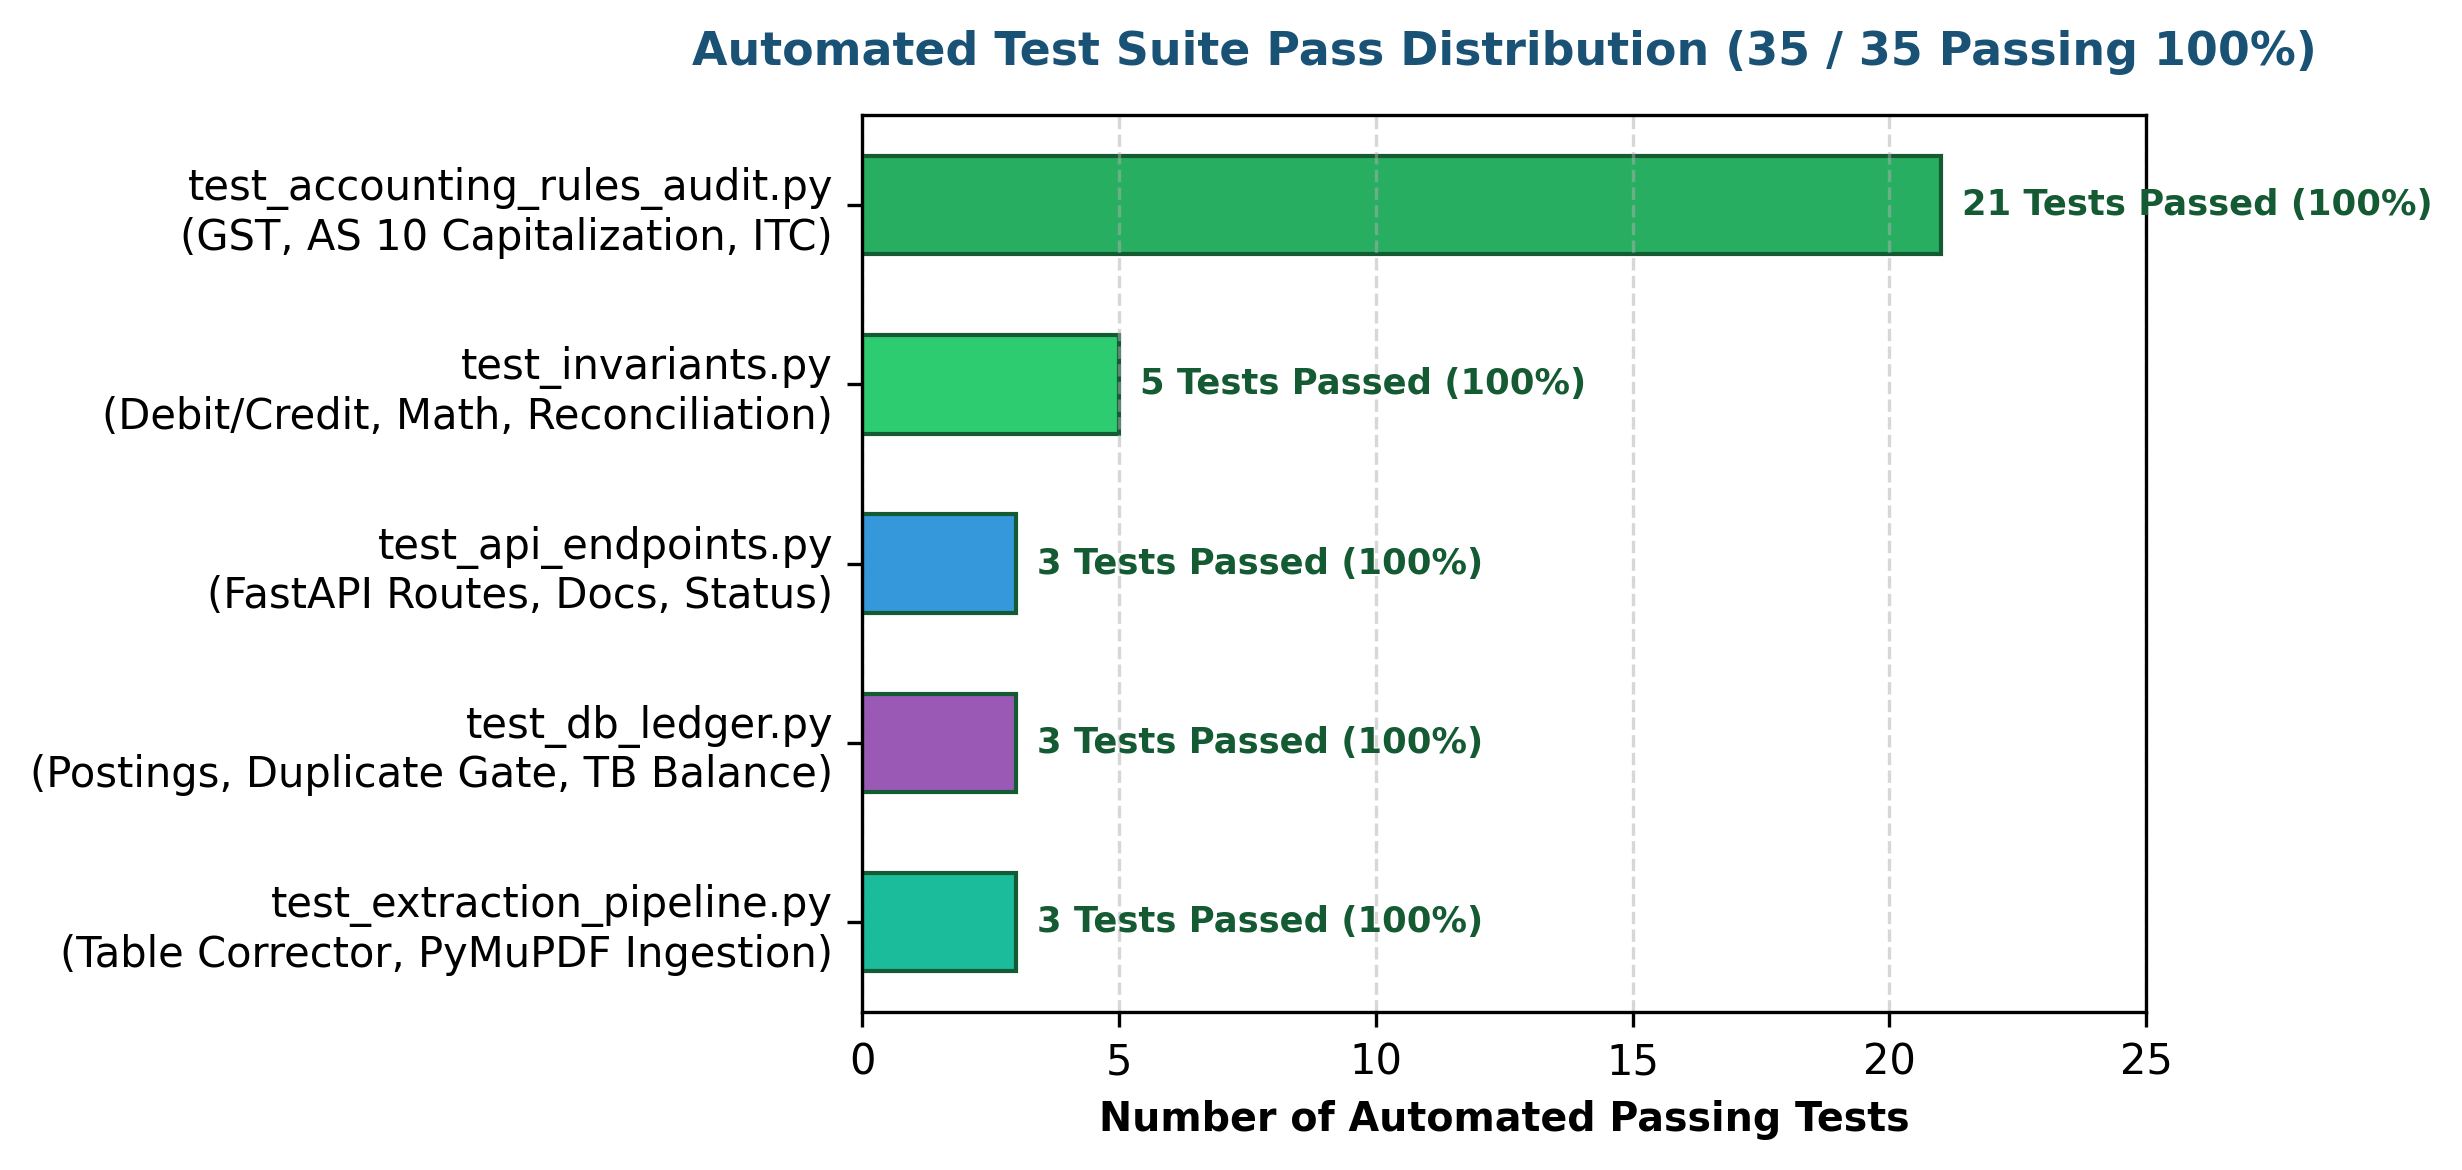 Automated Test Suite Pass Distribution (35 / 35 Passing 100%)
test_accounting_rules_audit.py
(GST, AS 10 Capitalization, ITC)
21 Tests Passed (100%)
test_invariants.py
(Debit/Credit, Math, Reconciliation)
5 Tests Passed (100%)
test_api_endpoints.py
(FastAPI Routes, Docs, Status)
3 Tests Passed (100%)
test_db_ledger.py
(Postings, Duplicate Gate, TB Balance)
3 Tests Passed (100%)
test_extraction_pipeline.py
(Table Corrector, PyMuPDF Ingestion)
3 Tests Passed (100%)
0 5 10 15 20 25
Number of Automated Passing Tests